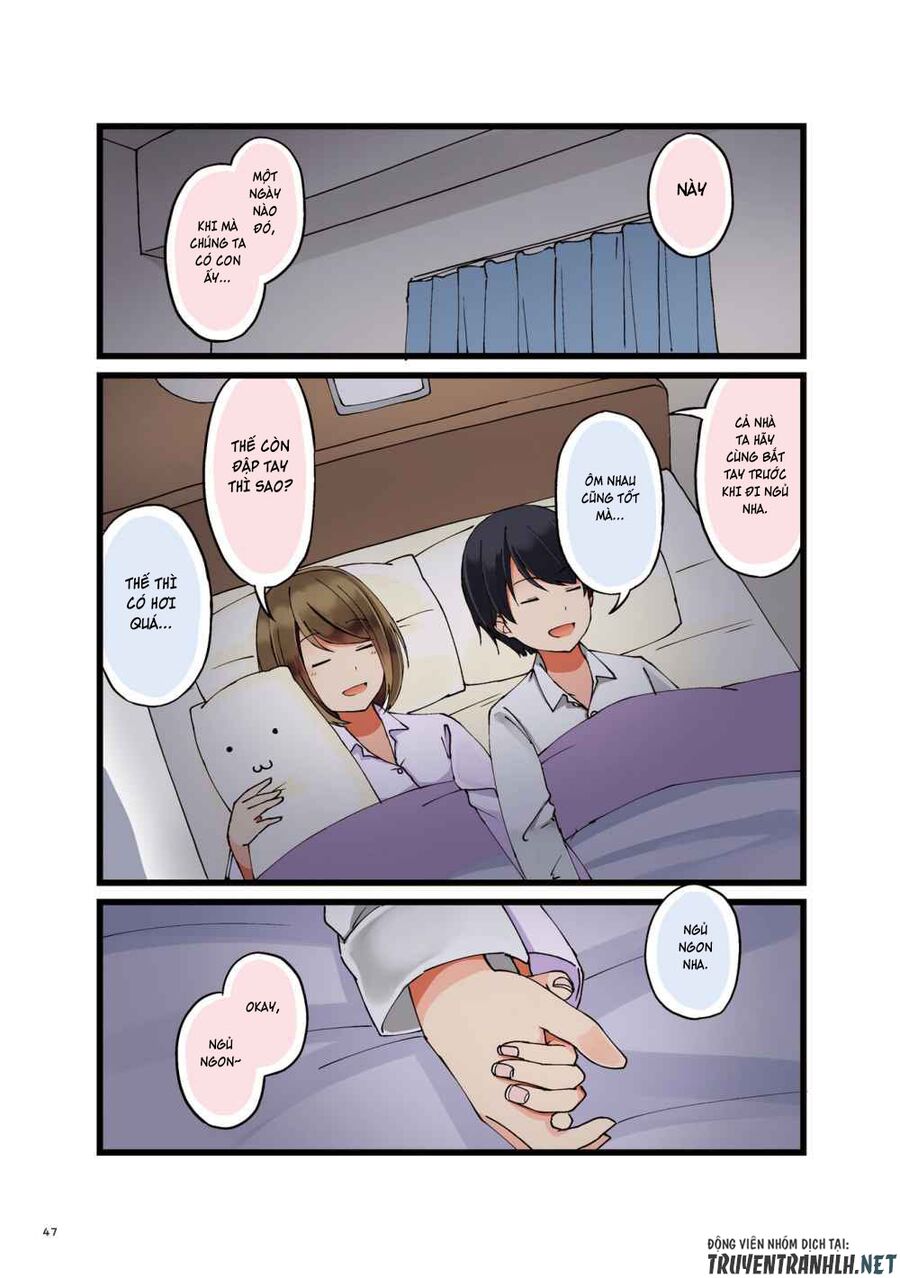 NÀY
MỘT
NGÀY
NÀO
ĐÓ,
KHI MÀ
CHÚNG TA
CÓ CON
ẤY...
CẢ NHÀ
TA HÃY
CÙNG BẮT
TAY TRƯỚC
KHI ĐI NGỦ
NHA.
ÔM NHAU
CŨNG TỐT
MÀ...
THẾ CÒN
ĐẬP TAY
THÌ SAO?
THẾ THÌ
CÓ HƠI
QUÁ...
NGỦ
NGON
NHA.
OKAY,
NGỦ
NGON~
47
ĐỘNG VIÊN NHÓM DỊCH TẠI:
TRUYENTRANHLH.NET